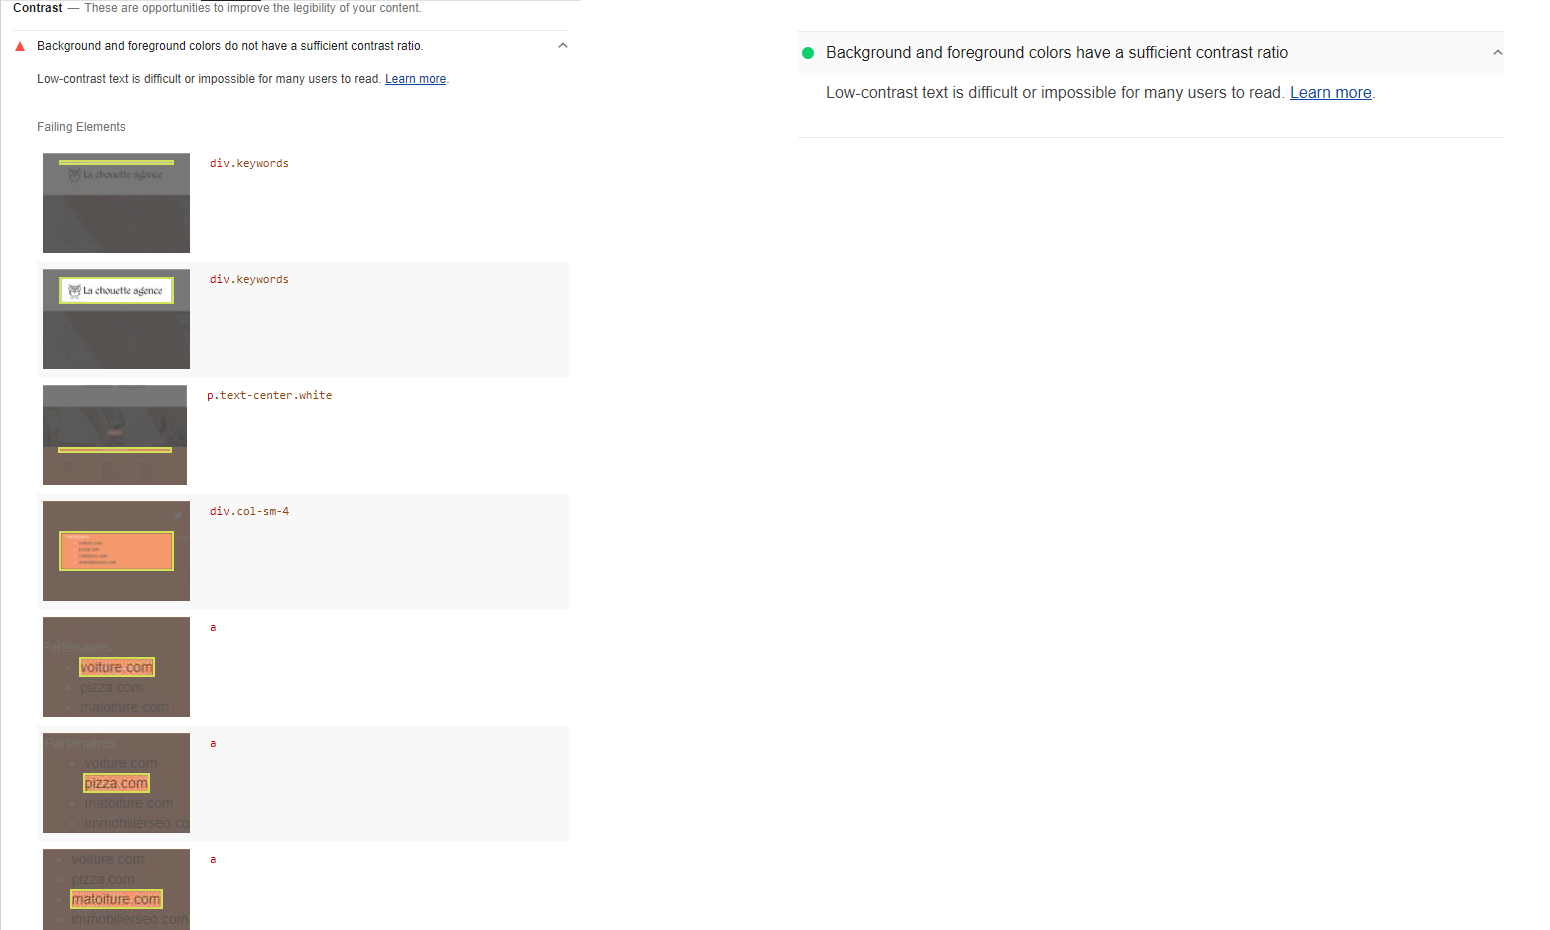 Contrast — These are opportunities to improve the legibility of your content.
Background and foreground colors do not have a sufficient contrast ratio.
Low-contrast text is difficult or impossible for many users to read. Learn more.
Failing Elements
La chouette agence
div.keywords
La chouette agence
div.keywords
p.text-center.white
div.col-sm-4
Partenaires
voiture.com
pizza.com
matoiture.com
a
Partenaires
voiture.com
pizza.com
matoiture.com
immobilierseo.co
a
voiture.com
pizza.com
matoiture.com
immobilierseo.com
a
Background and foreground colors have a sufficient contrast ratio
Low-contrast text is difficult or impossible for many users to read. Learn more.